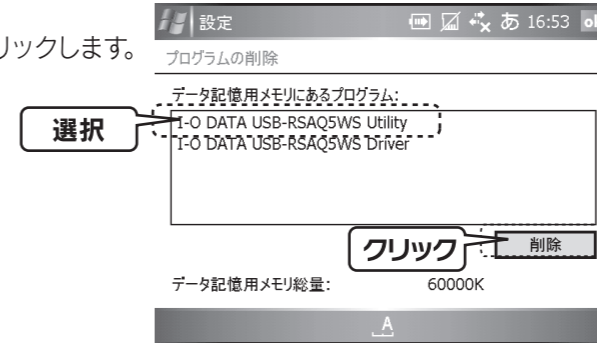 リックします。
設定
あ 16:53 ok
プログラムの削除
データ記憶用メモリにあるプログラム:
選択
I-O DATA USB-RSAQ5WS Utility
I-O DATA USB-RSAQ5WS Driver
クリック
削除
データ記憶用メモリ総量: 60000K
A